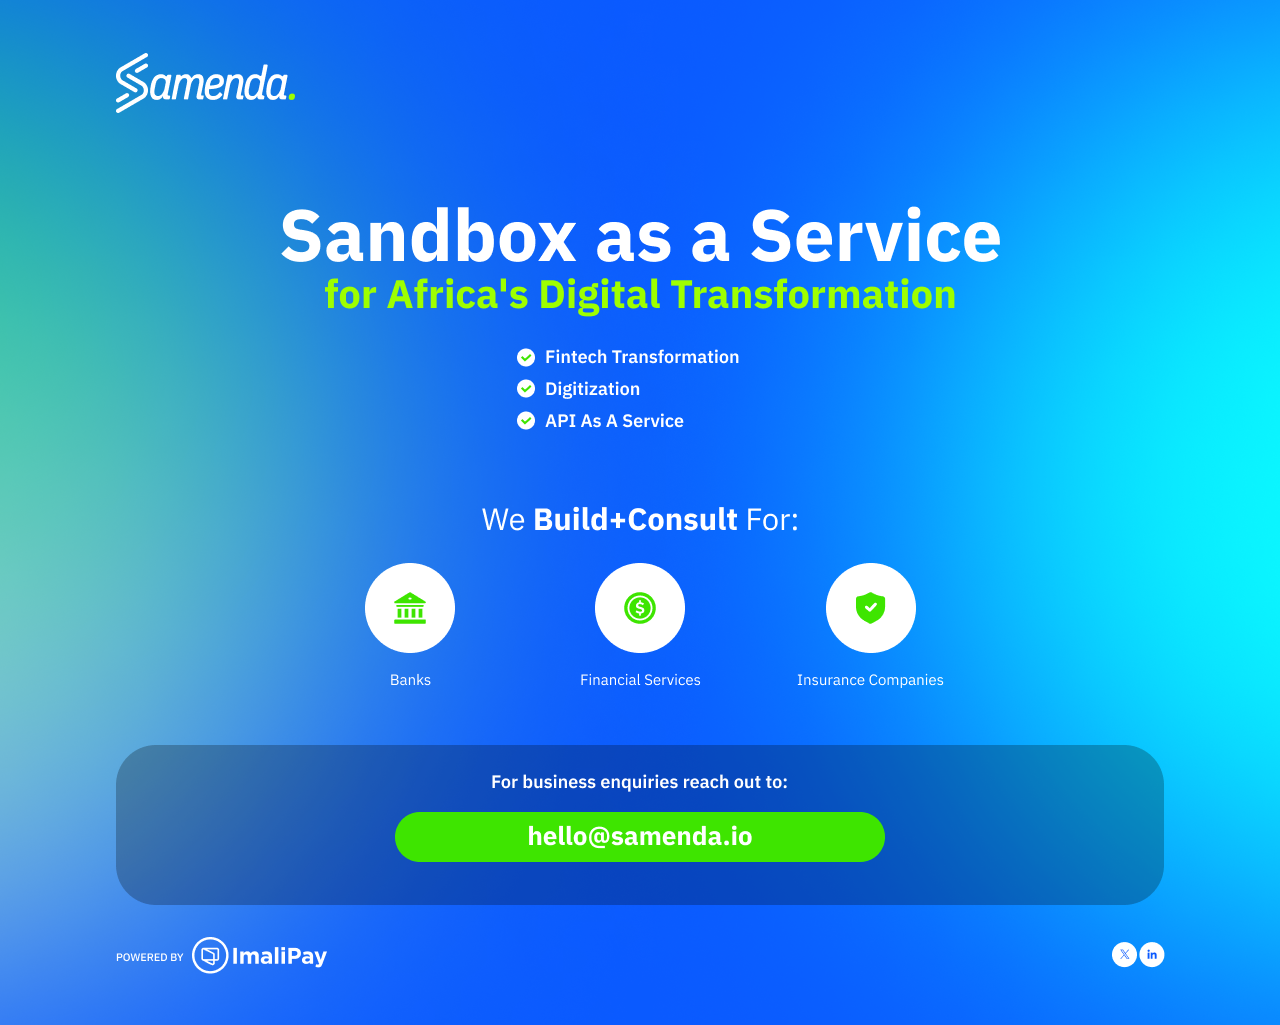 Samenda.
Sandbox as a Service
for Africa's Digital Transformation
Fintech Transformation
Digitization
API As A Service
We Build+Consult For:
$
Banks
Financial Services
Insurance Companies
For business enquiries reach out to:
hello@samenda.io
POWERED BY ImaliPay
X in